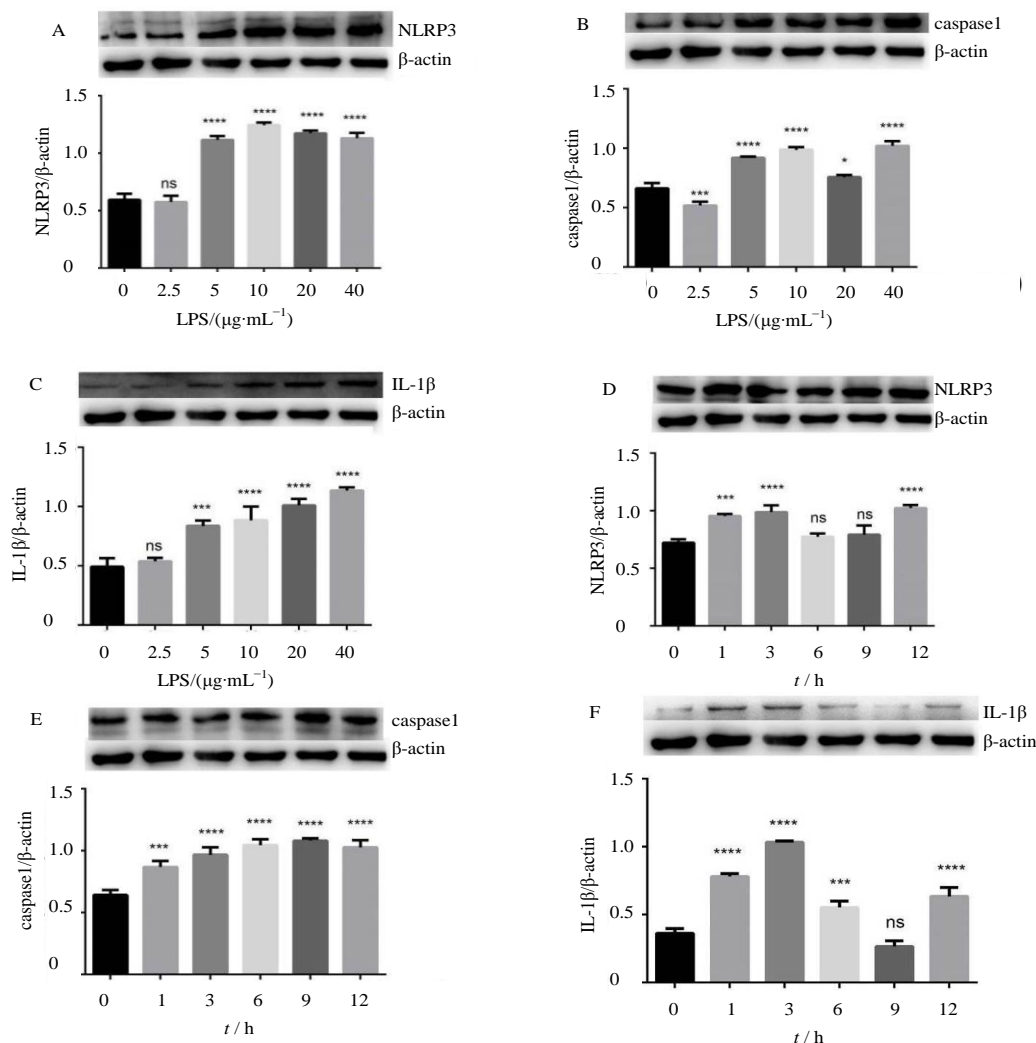 A
NLRP3
β-actin
1.5
1.0
0.5
0
NLRP3/β-actin
ns
****
****
****
****
0 2.5 5 10 20 40
LPS/(μg·mL⁻¹)
B
caspase1
β-actin
1.5
1.0
0.5
0
caspase1/β-actin
***
****
****
*
****
0 2.5 5 10 20 40
LPS/(μg·mL⁻¹)
C
IL-1β
β-actin
1.5
1.0
0.5
0
IL-1β/β-actin
ns
***
****
****
****
0 2.5 5 10 20 40
LPS/(μg·mL⁻¹)
D
NLRP3
β-actin
1.5
1.0
0.5
0
NLRP3/β-actin
***
****
ns
ns
****
0 1 3 6 9 12
t / h
E
caspase1
β-actin
1.5
1.0
0.5
0
caspase1/β-actin
***
****
****
****
****
0 1 3 6 9 12
t / h
F
IL-1β
β-actin
1.5
1.0
0.5
0
IL-1β/β-actin
****
****
***
ns
****
0 1 3 6 9 12
t / h